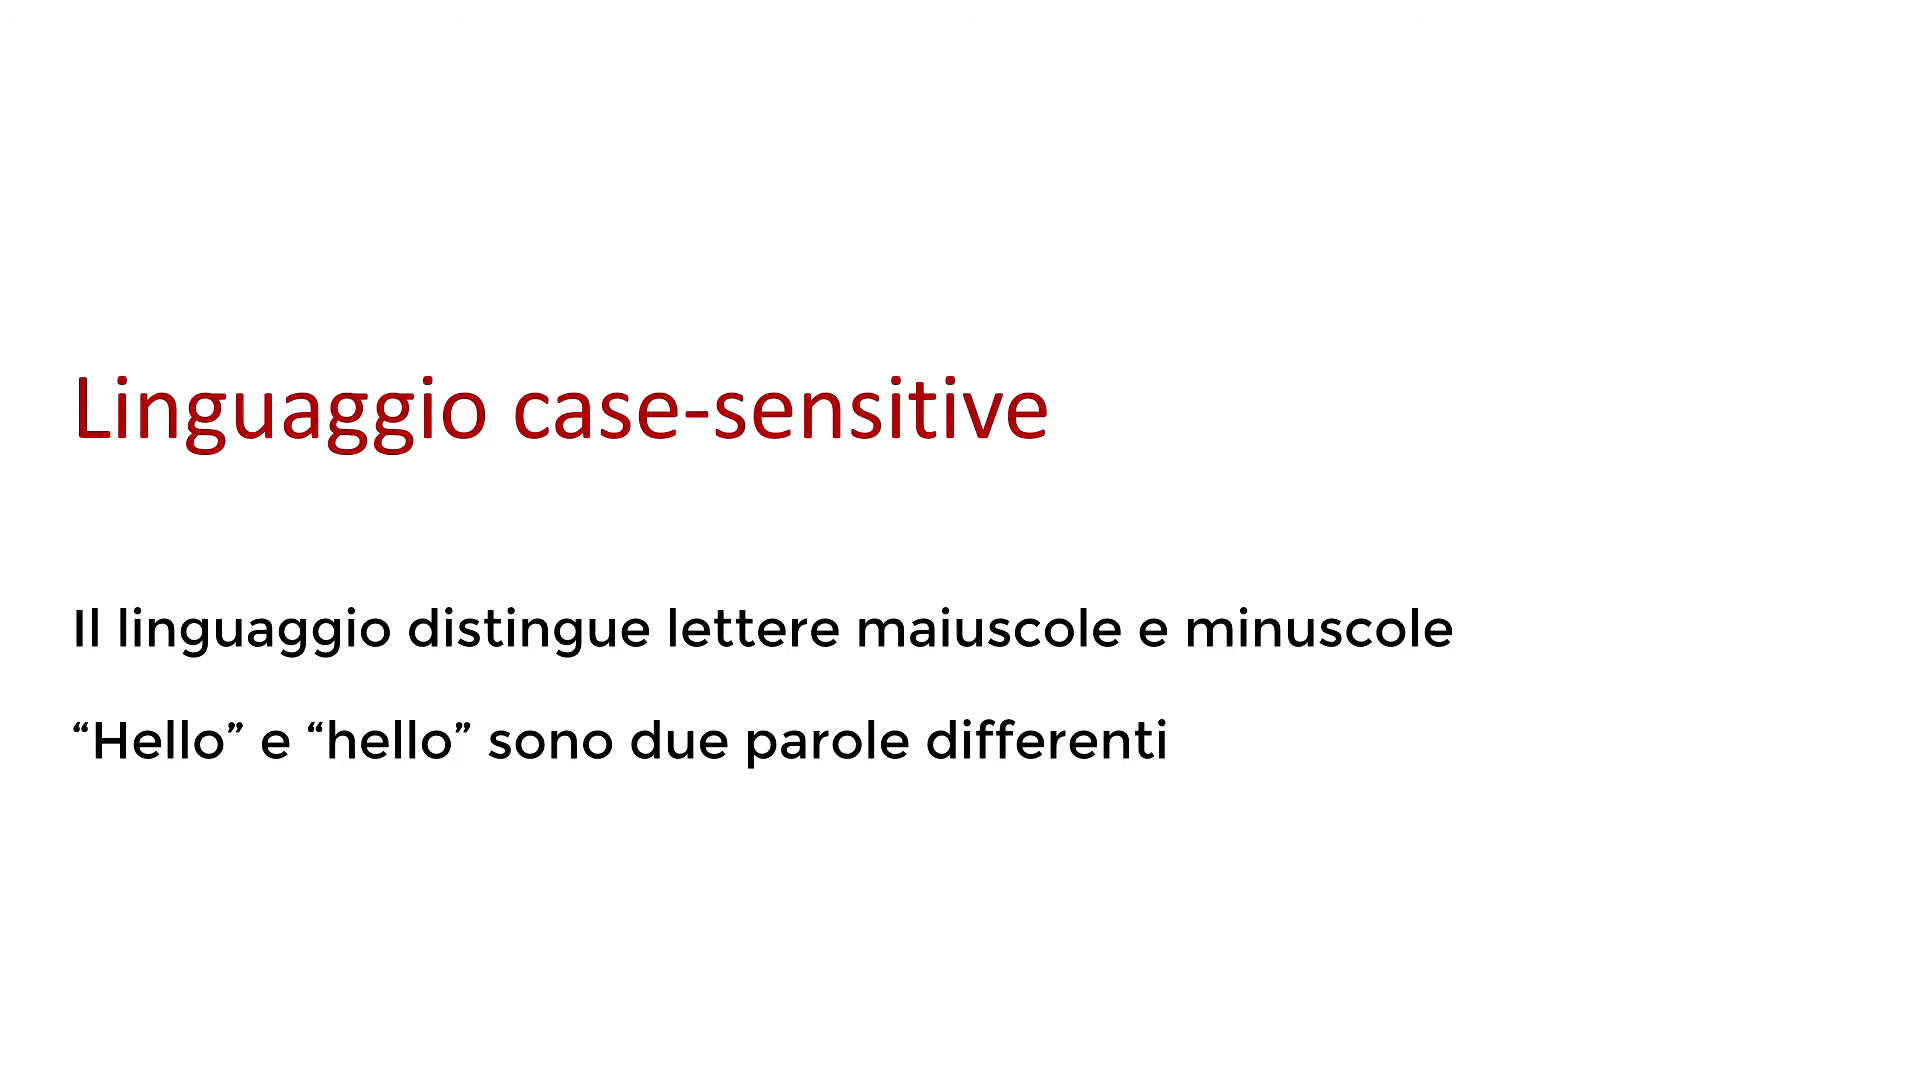 Linguaggio case-sensitive
Il linguaggio distingue lettere maiuscole e minuscole
“Hello” e “hello” sono due parole differenti